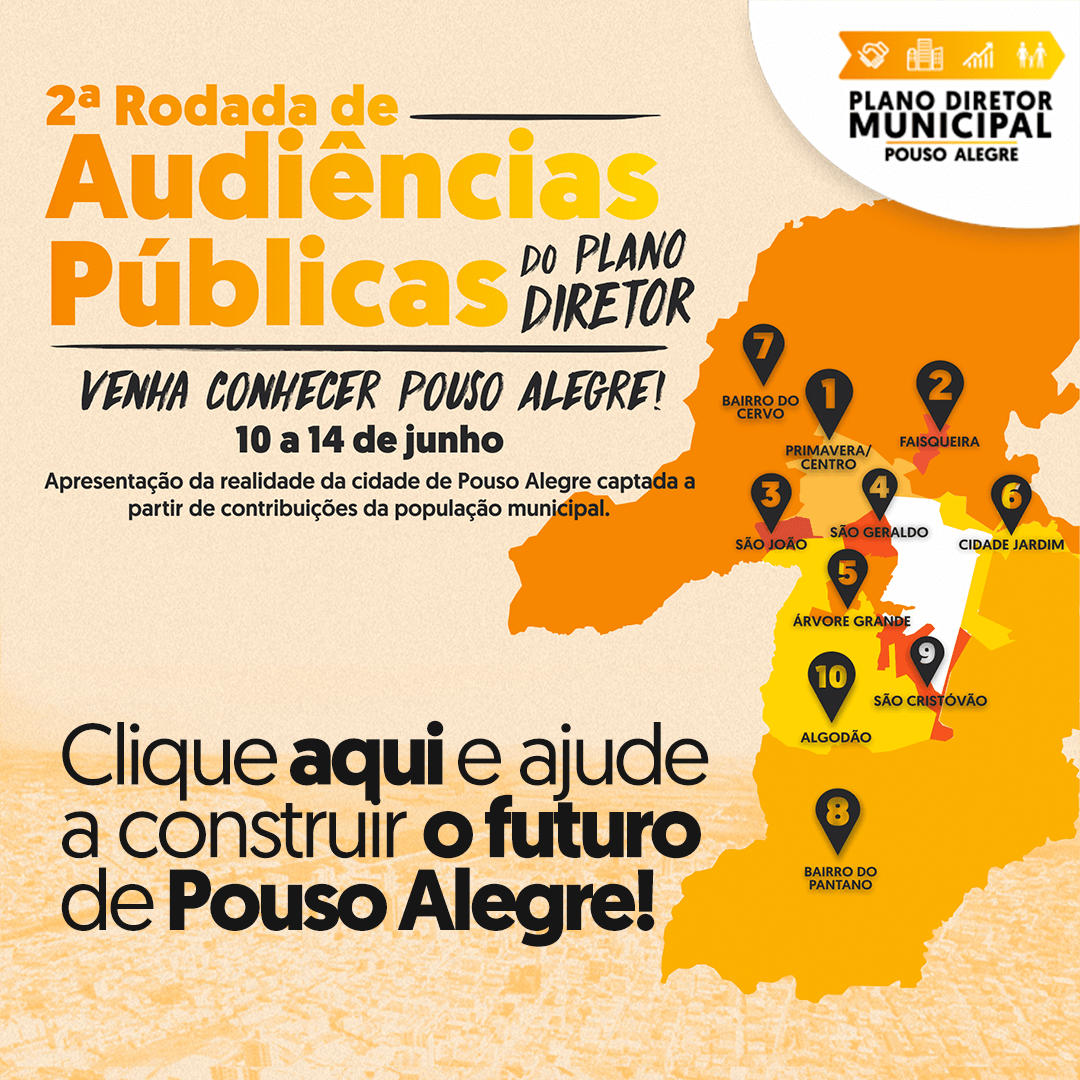 2ª Rodada de
Audiências
Públicas DO PLANO
DIRETOR
VENHA CONHECER POUSO ALEGRE!
10 a 14 de junho
Apresentação da realidade da cidade de Pouso Alegre captada a
partir de contribuições da população municipal.
PLANO DIRETOR
MUNICIPAL
POUSO ALEGRE
7
BAIRRO DO
CERVO
1
PRIMAVERA/
CENTRO
2
FAISQUEIRA
3
SÃO JOÃO
4
SÃO GERALDO
6
CIDADE JARDIM
5
ÁRVORE GRANDE
9
SÃO CRISTÓVÃO
10
ALGODÃO
8
BAIRRO DO
PANTANO
Clique aqui e ajude
a construir o futuro
de Pouso Alegre!